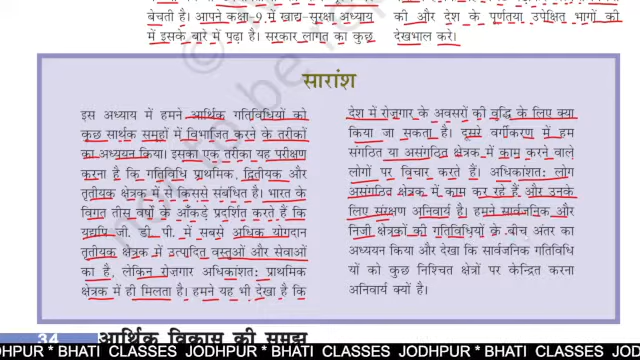 बेचती है। आपने कक्षा-9 में खाद्य-सुरक्षा अध्याय
में इसके बारे में पढ़ा है। सरकार लागत का कुछ
की और देश के पूर्णतया उपेक्षित भागों की
देखभाल करे।
सारांश
इस अध्याय में हमने आर्थिक गतिविधियों को
कुछ सार्थक समूहों में विभाजित करने के तरीकों
का अध्ययन किया। इसका एक तरीका यह परीक्षण
करना है कि गतिविधि प्राथमिक, द्वितीयक और
तृतीयक क्षेत्रक में से किससे संबंधित है। भारत के
विगत तीस वर्षों के आँकड़े प्रदर्शित करते हैं कि
यद्यपि जी. डी. पी. में सबसे अधिक योगदान
तृतीयक क्षेत्रक में उत्पादित वस्तुओं और सेवाओं
का है, लेकिन रोज़गार अधिकांशतः प्राथमिक
क्षेत्रक में ही मिलता है। हमने यह भी देखा है कि
देश में रोज़गार के अवसरों की वृद्धि के लिए क्या
किया जा सकता है। दूसरे वर्गीकरण में हम
संगठित या असंगठित क्षेत्रक में काम करने वाले
लोगों पर विचार करते हैं। अधिकांशतः लोग
असंगठित क्षेत्रक में काम कर रहे हैं और उनके
लिए संरक्षण अनिवार्य है। हमने सार्वजनिक और
निजी क्षेत्रकों की गतिविधियों के बीच अंतर का
अध्ययन किया और देखा कि सार्वजनिक गतिविधि
यों को कुछ निश्चित क्षेत्रों पर केन्द्रित करना
अनिवार्य क्यों है।
34 आर्थिक विकास की समझ
JODHPUR * BHATI CLASSES JODHPUR * BHATI CLASSES JODHPUR * BHATI CLASSES JODH